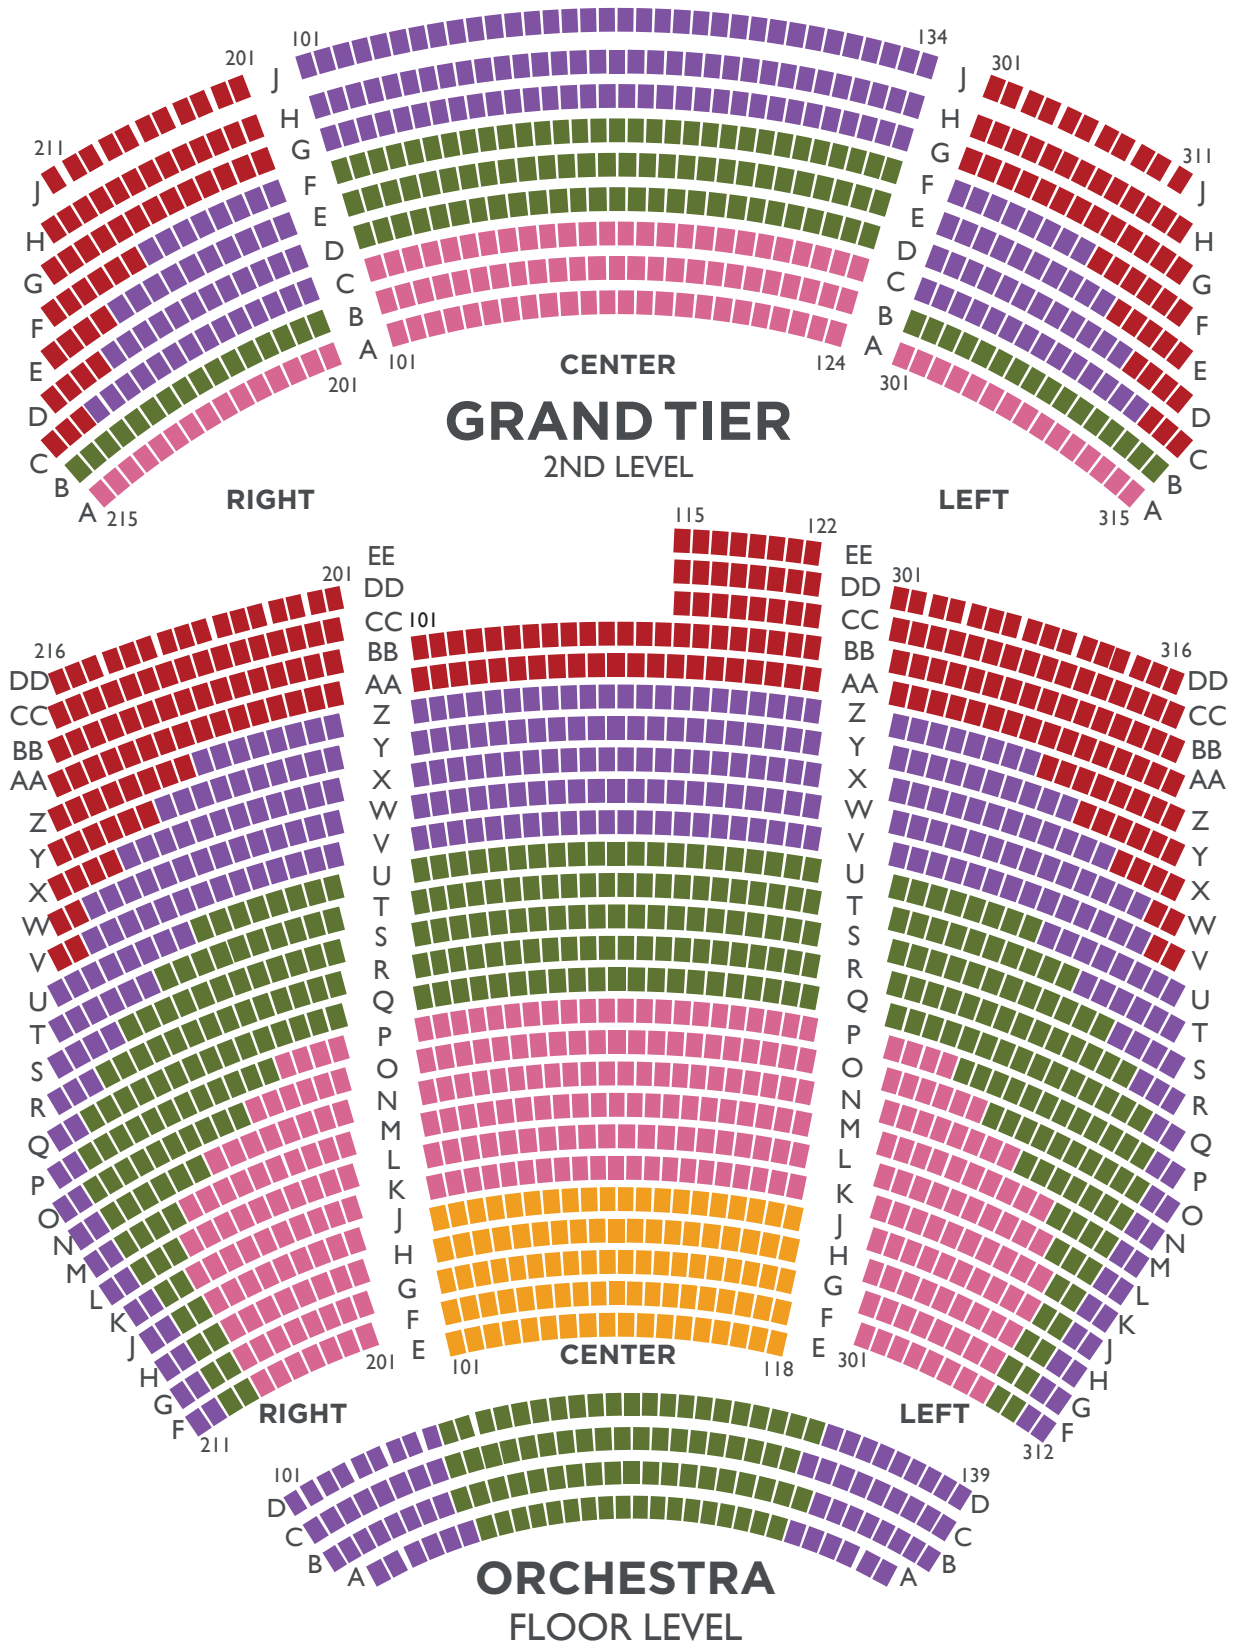 101
134
201
J
J
301
211
J
H
H
311
J
G
G
H
F
F
H
G
E
E
G
F
D
D
F
E
C
C
E
D
B
B
D
C
A
101
124
A
C
B
201
CENTER
301
B
A
215
GRAND TIER
315
A
2ND LEVEL
RIGHT
LEFT
115
122
EE
EE
201
DD
DD
301
CC
101
CC
216
BB
BB
316
DD
AA
AA
DD
CC
Z
Z
CC
BB
Y
Y
BB
AA
X
X
AA
Z
W
W
Z
Y
V
V
Y
X
U
U
X
W
T
T
W
V
S
S
V
U
R
R
U
T
Q
Q
T
S
P
P
S
R
O
O
R
Q
N
N
Q
P
M
M
P
O
L
L
O
N
K
K
N
M
J
J
M
L
H
H
L
K
G
G
K
J
F
F
J
H
E
E
H
201
101
CENTER
118
301
G
G
F
RIGHT
LEFT
F
211
312
101
139
D
D
C
C
B
B
A
A
ORCHESTRA
FLOOR LEVEL